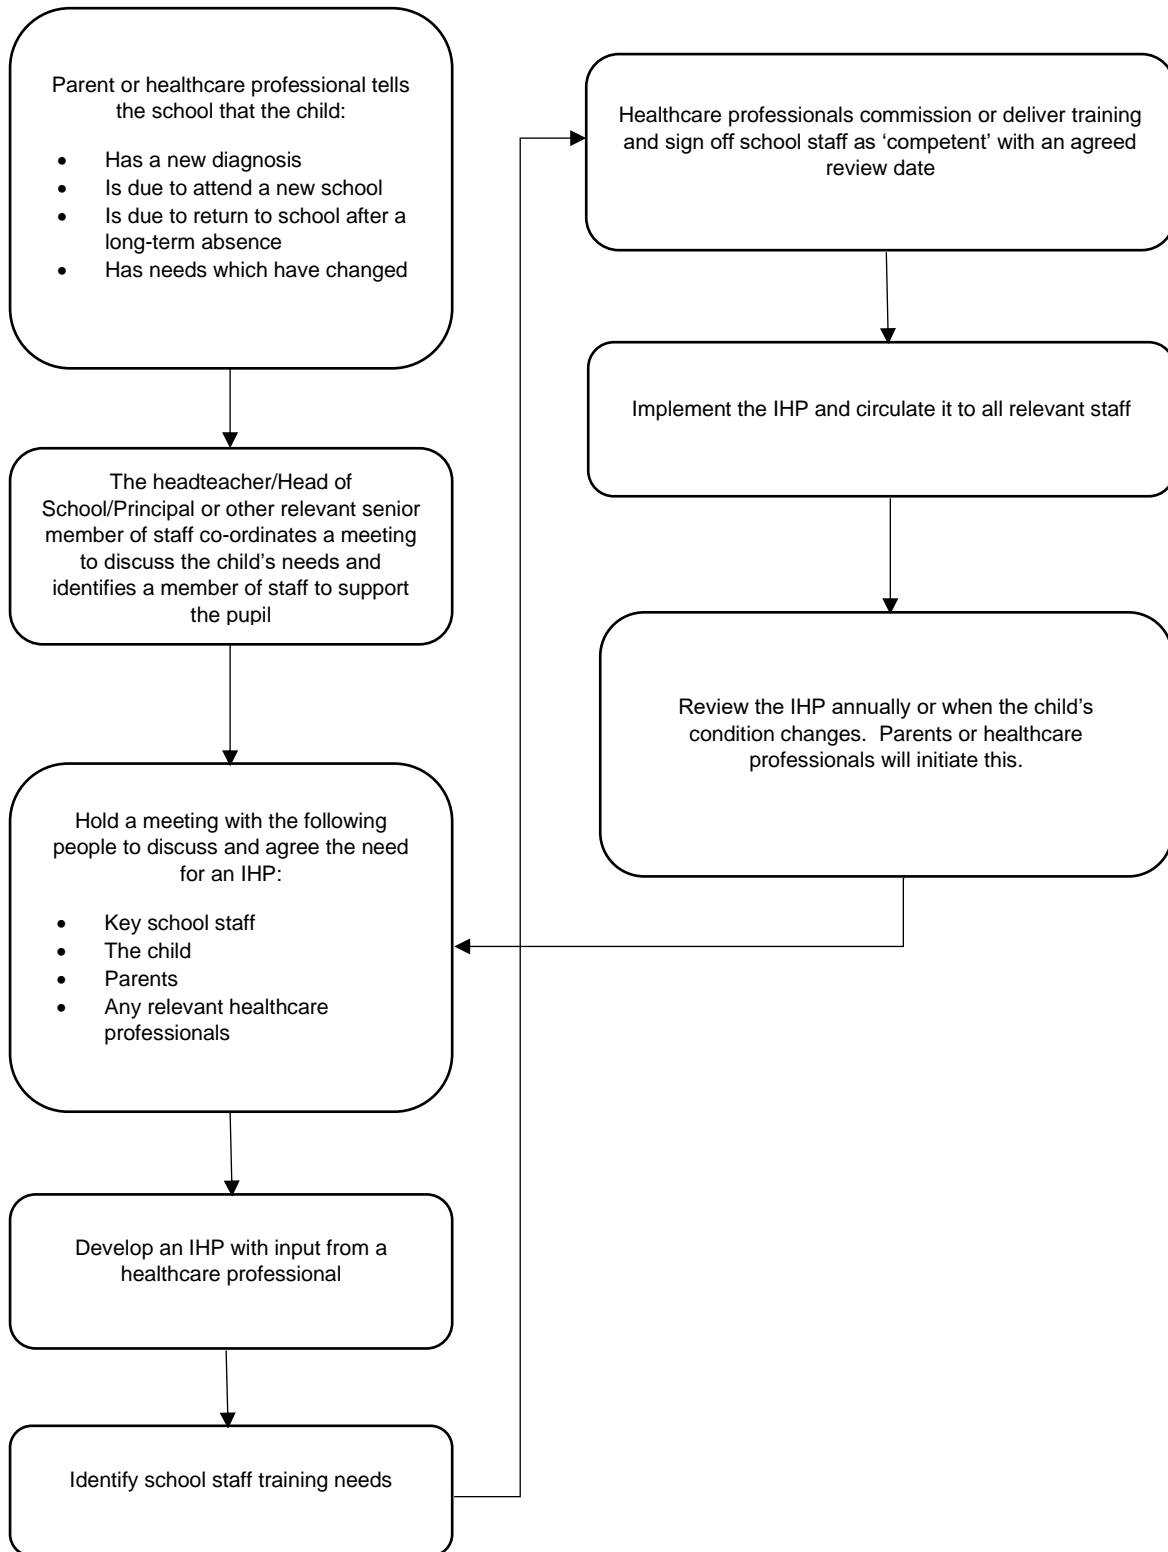 Parent or healthcare professional tells
the school that the child:
• Has a new diagnosis
• Is due to attend a new school
• Is due to return to school after a
long-term absence
• Has needs which have changed
The headteacher/Head of
School/Principal or other relevant senior
member of staff co-ordinates a meeting
to discuss the child’s needs and
identifies a member of staff to support
the pupil
Hold a meeting with the following
people to discuss and agree the need
for an IHP:
• Key school staff
• The child
• Parents
• Any relevant healthcare
professionals
Develop an IHP with input from a
healthcare professional
Identify school staff training needs
Healthcare professionals commission or deliver training
and sign off school staff as ‘competent’ with an agreed
review date
Implement the IHP and circulate it to all relevant staff
Review the IHP annually or when the child’s
condition changes.  Parents or healthcare
professionals will initiate this.